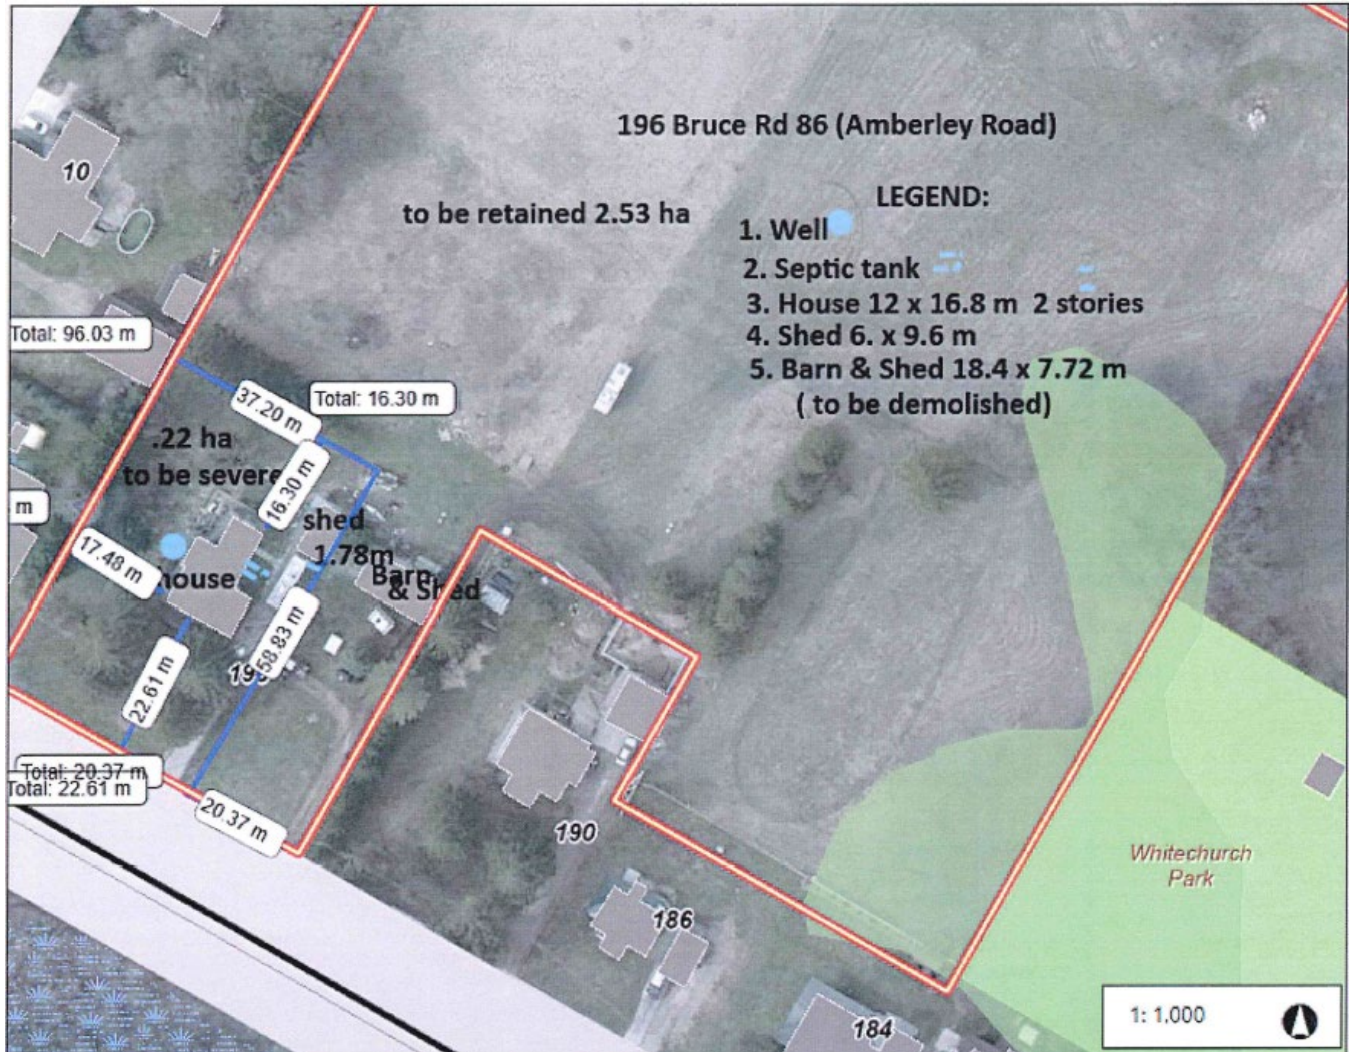 196 Bruce Rd 86 (Amberley Road)
10
to be retained 2.53 ha
LEGEND:
1. Well
2. Septic tank
3. House 12 x 16.8 m 2 stories
4. Shed 6. x 9.6 m
5. Barn & Shed 18.4 x 7.72 m
( to be demolished)
Total: 96.03 m
37.20 m
Total: 16.30 m
.22 ha
to be severe
16.30 m
m
shed
1.78m
17.48 m
house
Barn
& Shed
58.83 m
19
22.61 m
Total: 20.37 m
Total: 22.61 m
20.37 m
190
186
184
Whitechurch
Park
1: 1,000